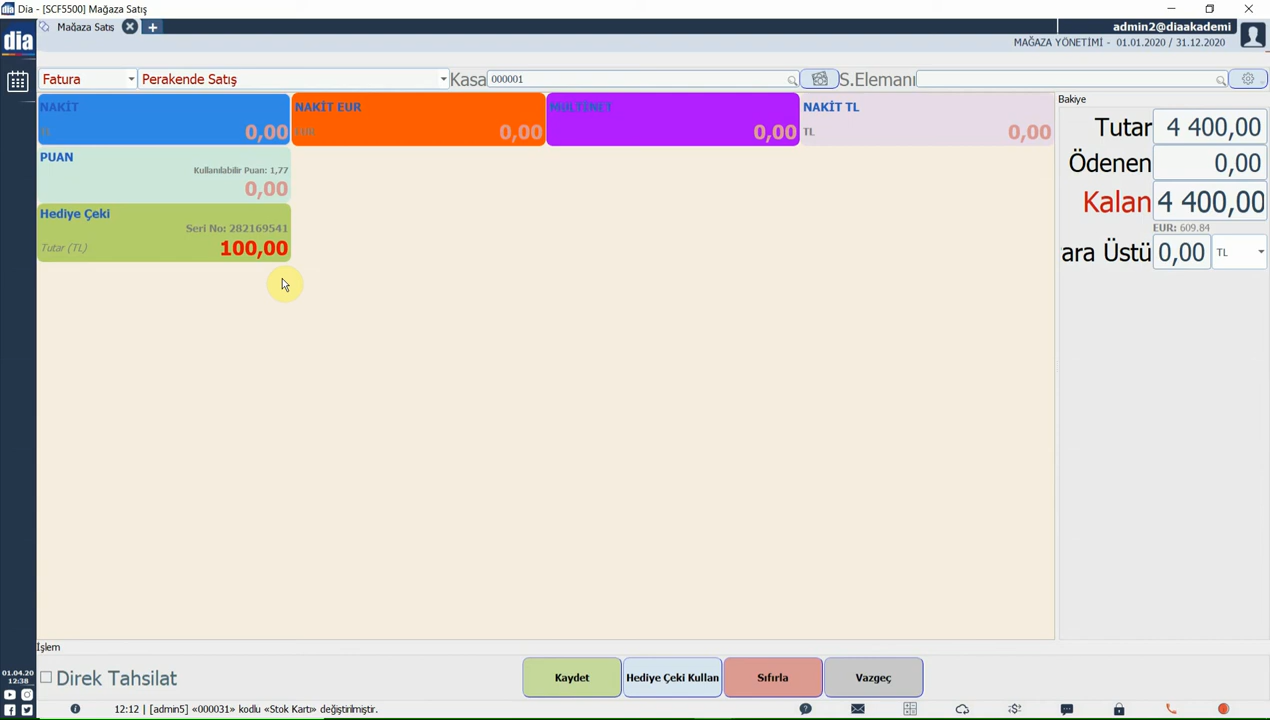 Dia - [SCF5500] Mağaza Satış
dia
Mağaza Satıs
admin2@diaakademi
MAĞAZA YÖNETİMİ - 01.01.2020 / 31.12.2020
Fatura
Perakende Satış
Kasa
000001
S.Elemanı
NAKİT
TL
0,00
NAKİT EUR
EUR
0,00
MULTİNET
0,00
NAKİT TL
TL
0,00
PUAN
Kullanılabilir Puan: 1,77
0,00
Hediye Çeki
Seri No: 282169541
Tutar (TL)
100,00
Bakiye
Tutar 4 400,00
Ödenen 0,00
Kalan 4 400,00
EUR: 609.84
ara Üstü 0,00 TL
İşlem
Direk Tahsilat
Kaydet
Hediye Çeki Kullan
Sıfırla
Vazgeç
01.04.20
12:38
12:12 | [admin5] «000031» kodlu «Stok Kartı» değiştirilmiştir.